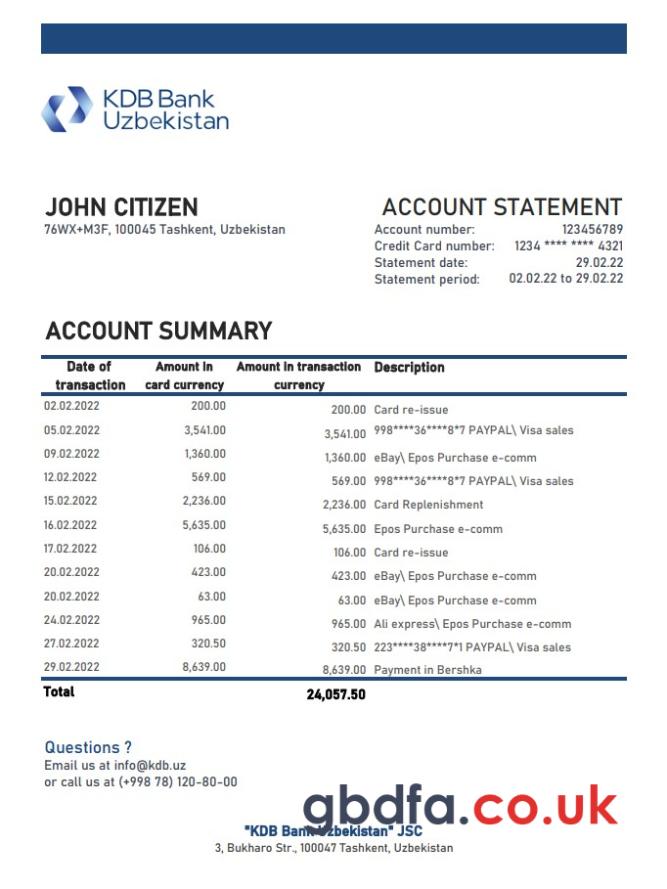 KDB Bank
Uzbekistan
JOHN CITIZEN
76WX+M3F, 100045 Tashkent, Uzbekistan
ACCOUNT STATEMENT
Account number: 123456789
Credit Card number: 1234 **** **** 4321
Statement date: 29.02.22
Statement period: 02.02.22 to 29.02.22
ACCOUNT SUMMARY
Date of transaction Amount in card currency Amount in transaction currency Description
02.02.2022 200.00 200.00 Card re-issue
05.02.2022 3,541.00 3,541.00 998****36****8*7 PAYPAL\ Visa sales
09.02.2022 1,360.00 1,360.00 eBay\ Epos Purchase e-comm
12.02.2022 569.00 569.00 998****36****8*7 PAYPAL\ Visa sales
15.02.2022 2,236.00 2,236.00 Card Replenishment
16.02.2022 5,635.00 5,635.00 Epos Purchase e-comm
17.02.2022 106.00 106.00 Card re-issue
20.02.2022 423.00 423.00 eBay\ Epos Purchase e-comm
20.02.2022 63.00 63.00 eBay\ Epos Purchase e-comm
24.02.2022 965.00 965.00 Ali express\ Epos Purchase e-comm
27.02.2022 320.50 320.50 223****38****7*1 PAYPAL\ Visa sales
29.02.2022 8,639.00 8,639.00 Payment in Bershka
Total 24,057.50
Questions ?
Email us at info@kdb.uz
or call us at (+998 78) 120-80-00
gbdfa.co.uk
"KDB Bank Uzbekistan" JSC
3, Bukharo Str., 100047 Tashkent, Uzbekistan